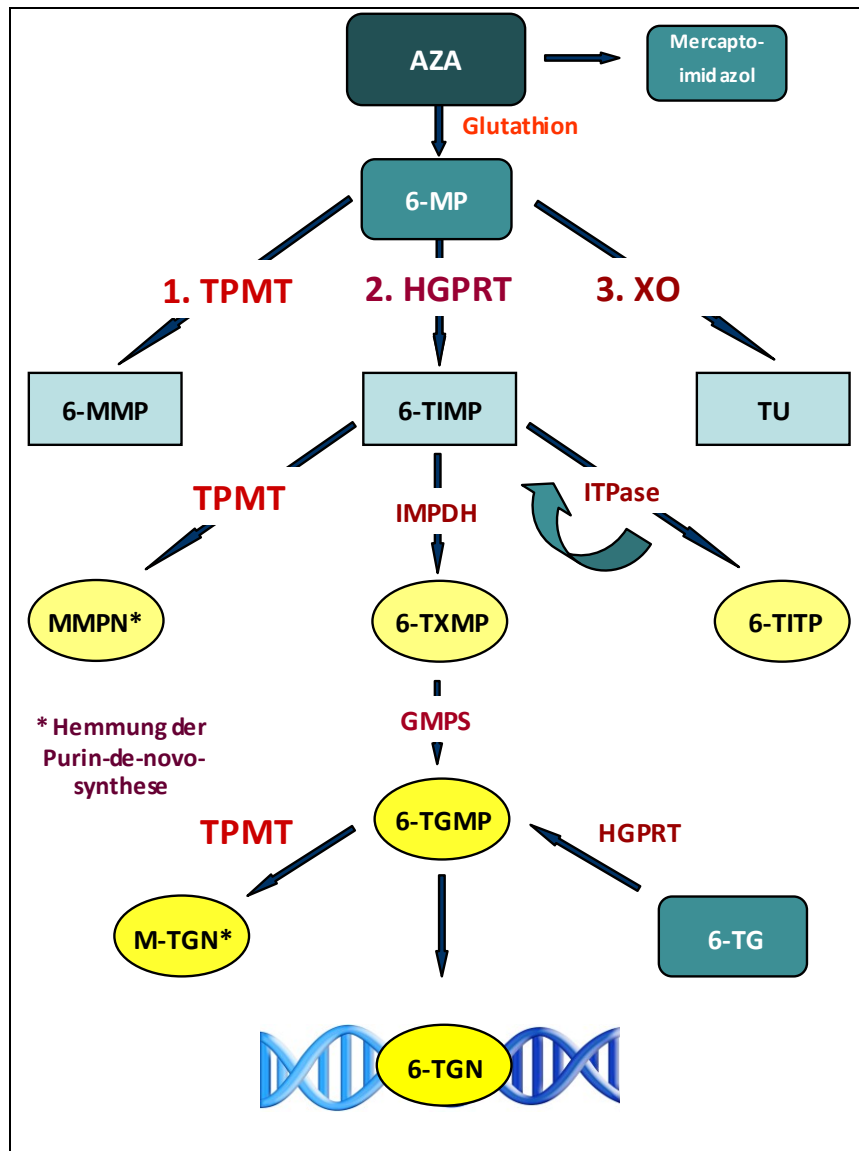 AZA
Mercapto-
imidazol
Glutathion
6-MP
1. TPMT
2. HGPRT
3. XO
6-MMP
6-TIMP
TU
TPMT
IMPDH
ITPase
MMPN*
6-TXMP
6-TITP
* Hemmung der
Purin-de-novo-
synthese
GMPS
6-TGMP
TPMT
HGPRT
M-TGN*
6-TG
6-TGN